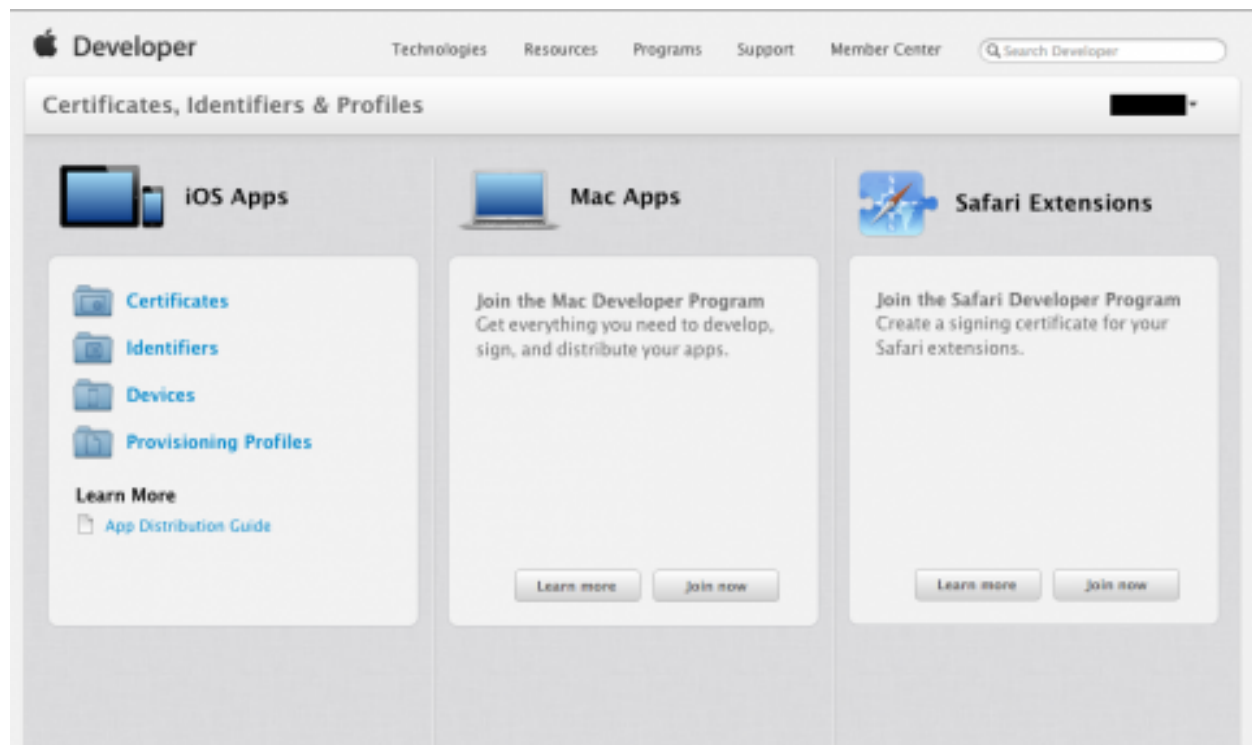 Developer
Technologies Resources Programs Support Member Center Search Developer
Certificates, Identifiers & Profiles
iOS Apps
Certificates
Identifiers
Devices
Provisioning Profiles
Learn More
App Distribution Guide
Mac Apps
Join the Mac Developer Program
Get everything you need to develop,
sign, and distribute your apps.
Learn more Join now
Safari Extensions
Join the Safari Developer Program
Create a signing certificate for your
Safari extensions.
Learn more Join now